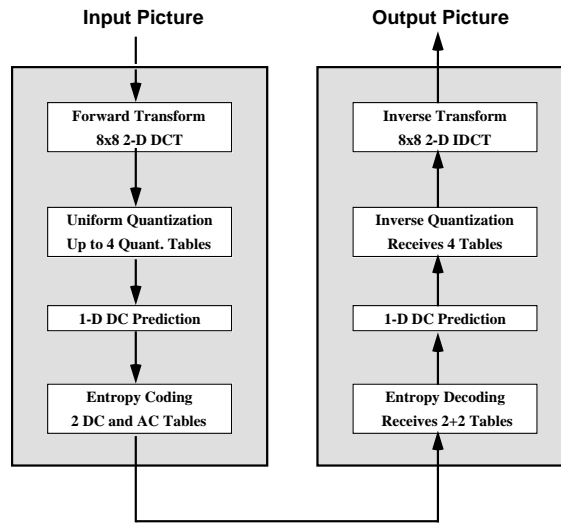 Input Picture
Forward Transform
8x8 2-D DCT
Uniform Quantization
Up to 4 Quant. Tables
1-D DC Prediction
Entropy Coding
2 DC and AC Tables
Output Picture
Inverse Transform
8x8 2-D IDCT
Inverse Quantization
Receives 4 Tables
1-D DC Prediction
Entropy Decoding
Receives 2+2 Tables